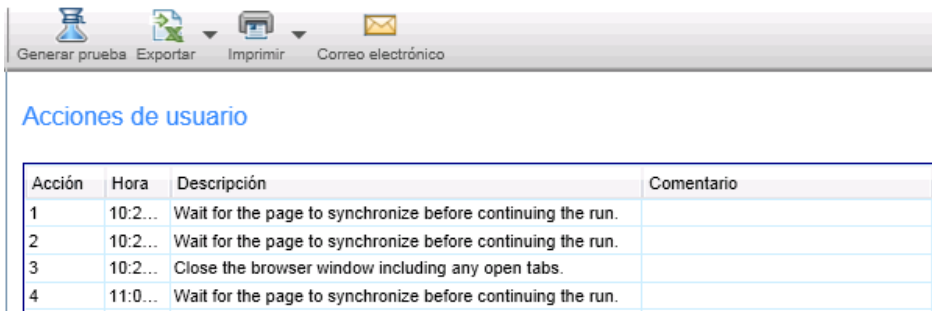 Generar prueba Exportar Imprimir Correo electrónico
Acciones de usuario
Acción Hora Descripción Comentario
1 10:2... Wait for the page to synchronize before continuing the run.
2 10:2... Wait for the page to synchronize before continuing the run.
3 10:2... Close the browser window including any open tabs.
4 11:0... Wait for the page to synchronize before continuing the run.